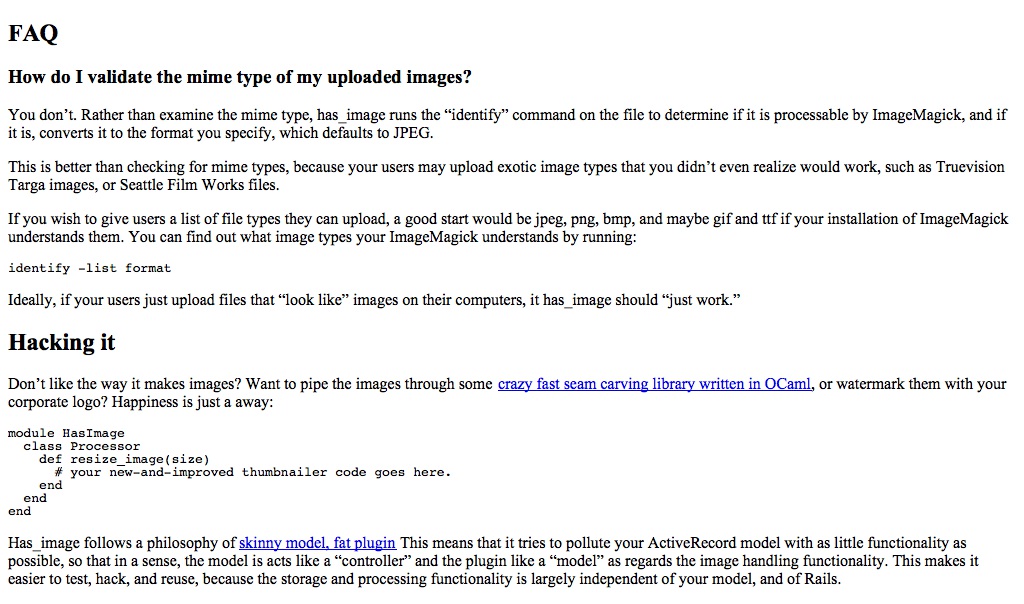 FAQ
How do I validate the mime type of my uploaded images?
You don’t. Rather than examine the mime type, has_image runs the “identify” command on the file to determine if it is processable by ImageMagick, and if
it is, converts it to the format you specify, which defaults to JPEG.
This is better than checking for mime types, because your users may upload exotic image types that you didn’t even realize would work, such as Truevision
Targa images, or Seattle Film Works files.
If you wish to give users a list of file types they can upload, a good start would be jpeg, png, bmp, and maybe gif and ttf if your installation of ImageMagick
understands them. You can find out what image types your ImageMagick understands by running:
identify -list format
Ideally, if your users just upload files that “look like” images on their computers, it has_image should “just work.”
Hacking it
Don’t like the way it makes images? Want to pipe the images through some crazy fast seam carving library written in OCaml, or watermark them with your
corporate logo? Happiness is just a away:
module HasImage
  class Processor
    def resize_image(size)
      # your new-and-improved thumbnailer code goes here.
    end
  end
end
Has_image follows a philosophy of skinny model, fat plugin This means that it tries to pollute your ActiveRecord model with as little functionality as
possible, so that in a sense, the model is acts like a “controller” and the plugin like a “model” as regards the image handling functionality. This makes it
easier to test, hack, and reuse, because the storage and processing functionality is largely independent of your model, and of Rails.